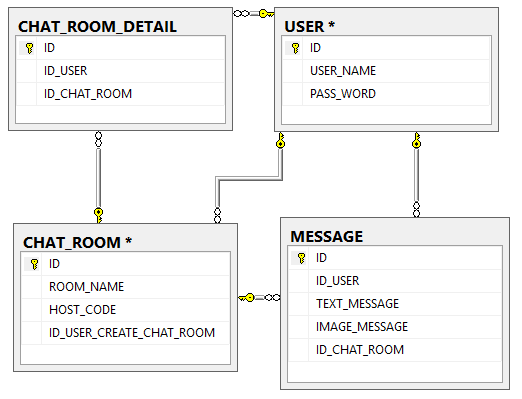 CHAT_ROOM_DETAIL
ID
ID_USER
ID_CHAT_ROOM
USER *
ID
USER_NAME
PASS_WORD
CHAT_ROOM *
ID
ROOM_NAME
HOST_CODE
ID_USER_CREATE_CHAT_ROOM
MESSAGE
ID
ID_USER
TEXT_MESSAGE
IMAGE_MESSAGE
ID_CHAT_ROOM